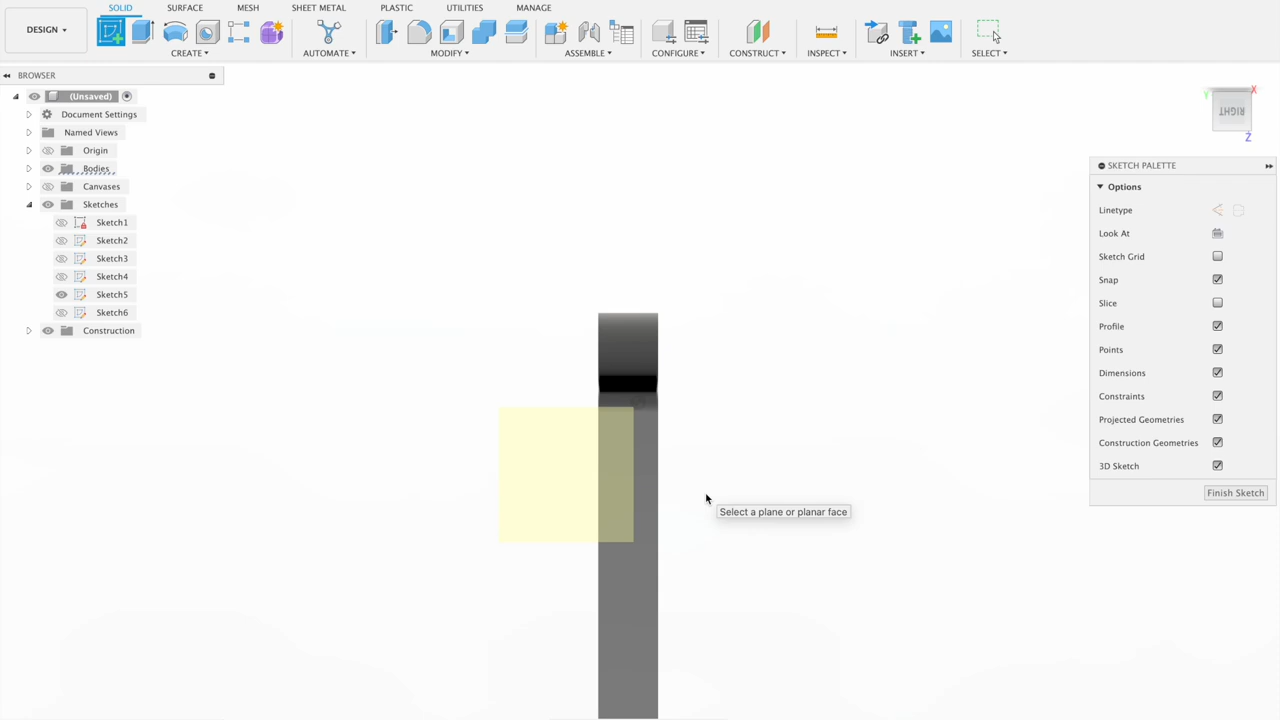 SOLID SURFACE MESH SHEET METAL PLASTIC UTILITIES MANAGE
DESIGN
CREATE AUTOMATE MODIFY ASSEMBLE CONFIGURE CONSTRUCT INSPECT INSERT SELECT
BROWSER
(Unsaved)
Document Settings
Named Views
Origin
Bodies
Canvases
Sketches
Sketch1
Sketch2
Sketch3
Sketch4
Sketch5
Sketch6
Construction
Select a plane or planar face
Y X
RIGHT
Z
SKETCH PALETTE
Options
Linetype
Look At
Sketch Grid
Snap
Slice
Profile
Points
Dimensions
Constraints
Projected Geometries
Construction Geometries
3D Sketch
Finish Sketch